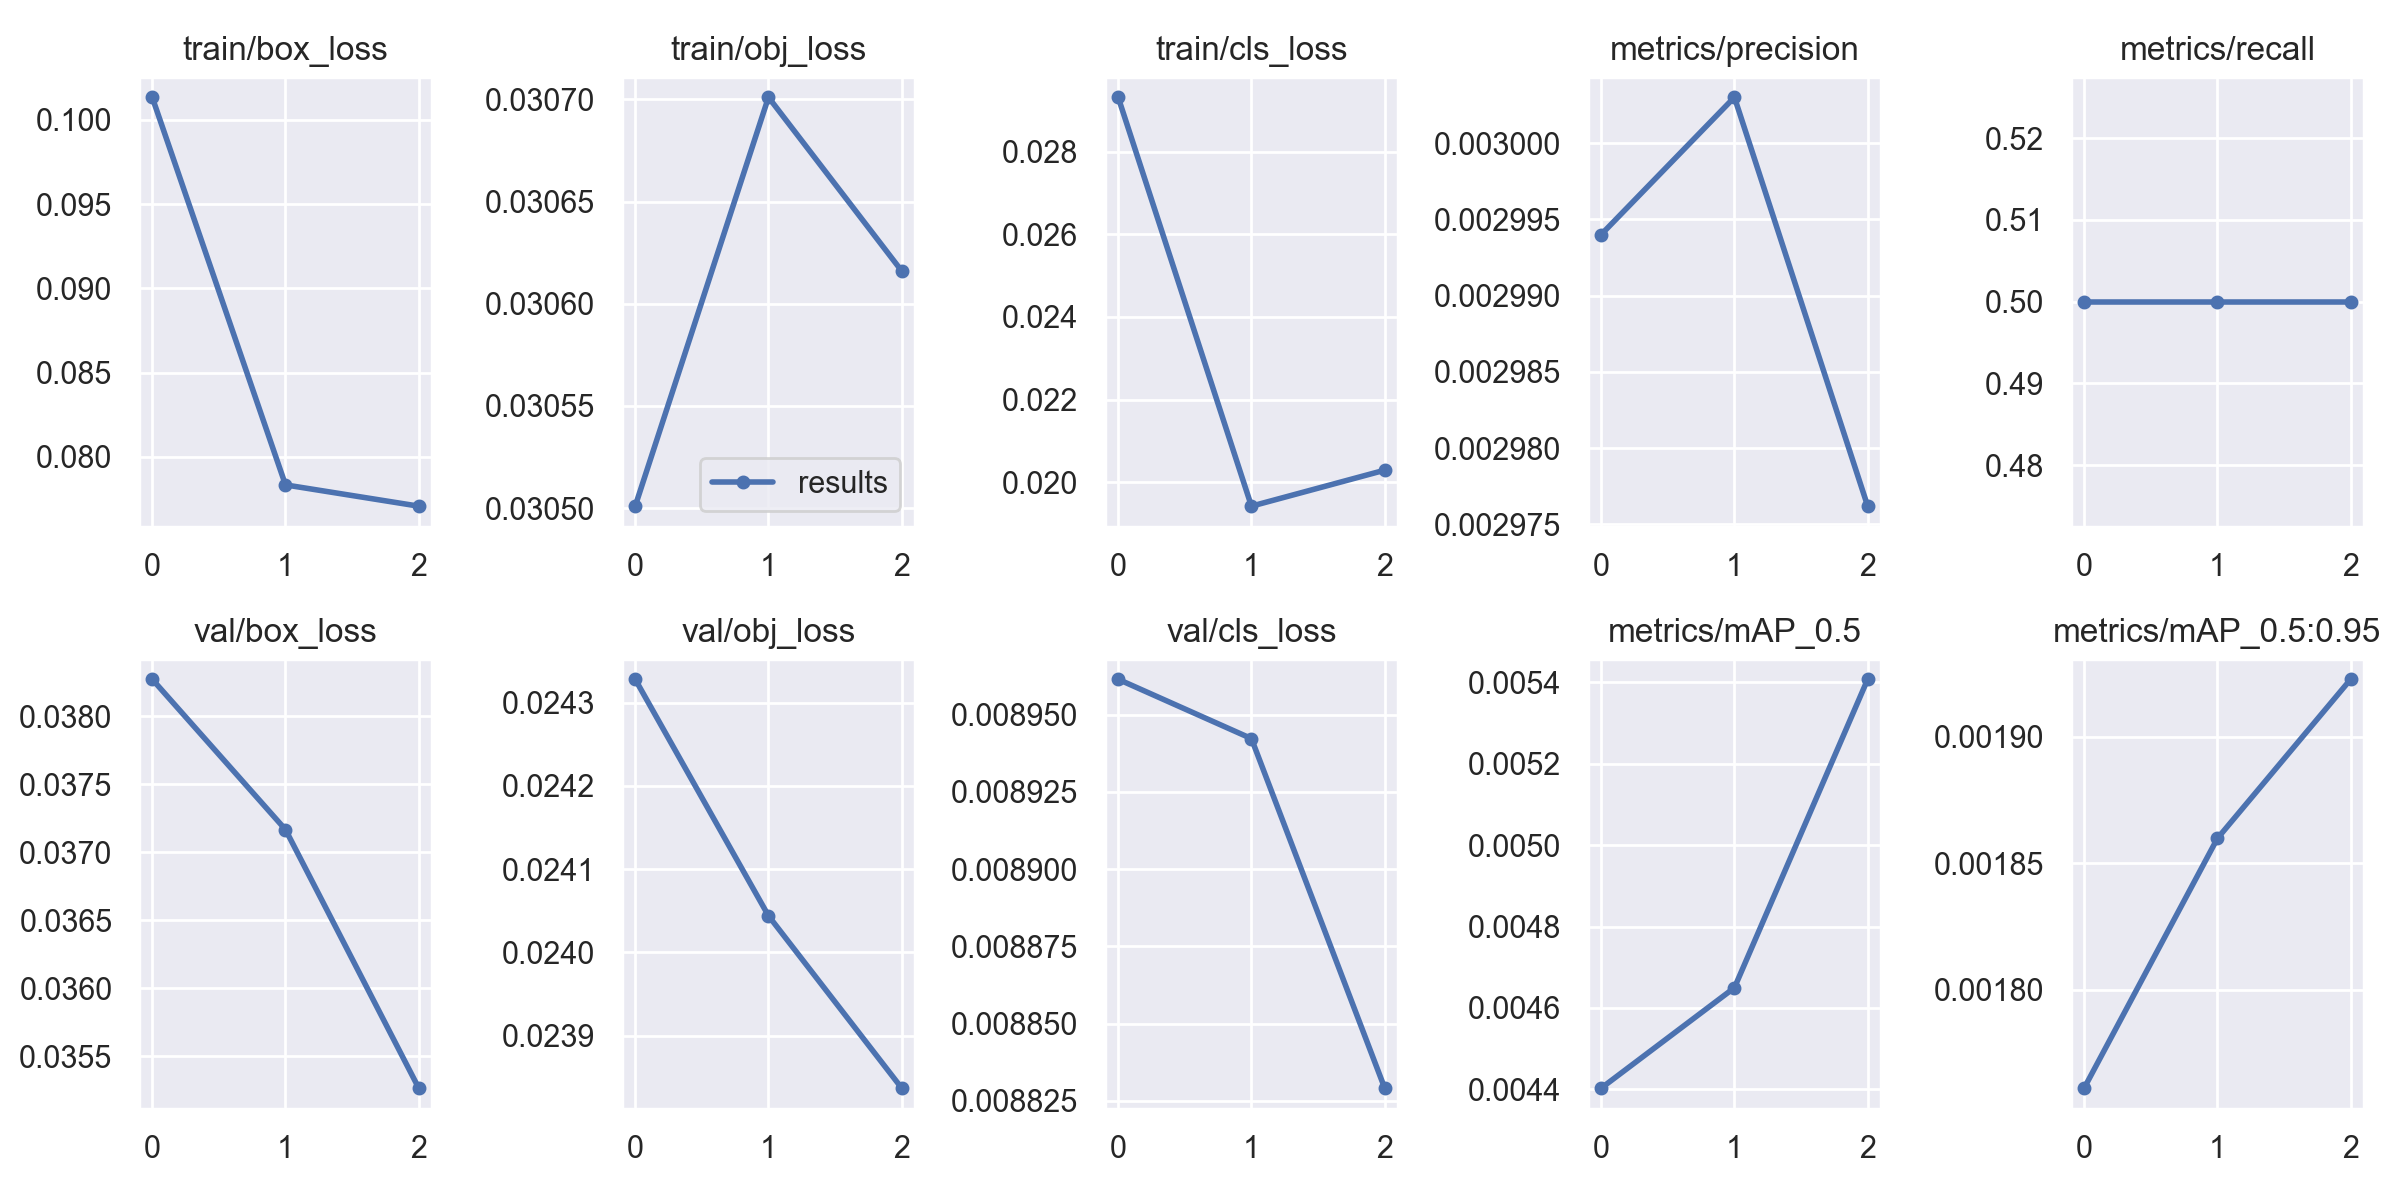 train/box_loss
0.100
0.095
0.090
0.085
0.080
0 1 2
train/obj_loss
0.03070
0.03065
0.03060
0.03055
0.03050
results
0 1 2
train/cls_loss
0.028
0.026
0.024
0.022
0.020
0 1 2
metrics/precision
0.003000
0.002995
0.002990
0.002985
0.002980
0.002975
0 1 2
metrics/recall
0.52
0.51
0.50
0.49
0.48
0 1 2
val/box_loss
0.0380
0.0375
0.0370
0.0365
0.0360
0.0355
0 1 2
val/obj_loss
0.0243
0.0242
0.0241
0.0240
0.0239
0 1 2
val/cls_loss
0.008950
0.008925
0.008900
0.008875
0.008850
0.008825
0 1 2
metrics/mAP_0.5
0.0054
0.0052
0.0050
0.0048
0.0046
0.0044
0 1 2
metrics/mAP_0.5:0.95
0.00190
0.00185
0.00180
0 1 2